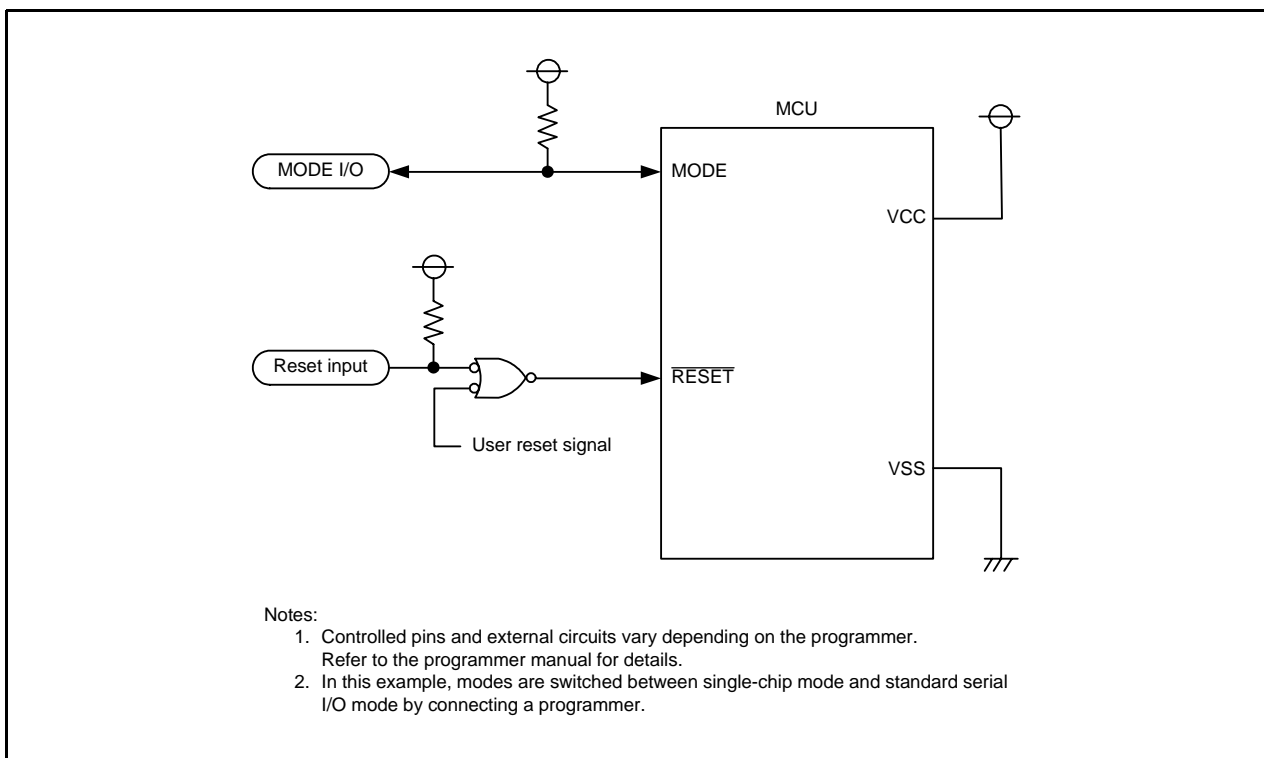 MCU
MODE I/O
MODE
VCC
Reset input
RESET
User reset signal
VSS
Notes:
1. Controlled pins and external circuits vary depending on the programmer.
Refer to the programmer manual for details.
2. In this example, modes are switched between single-chip mode and standard serial
I/O mode by connecting a programmer.